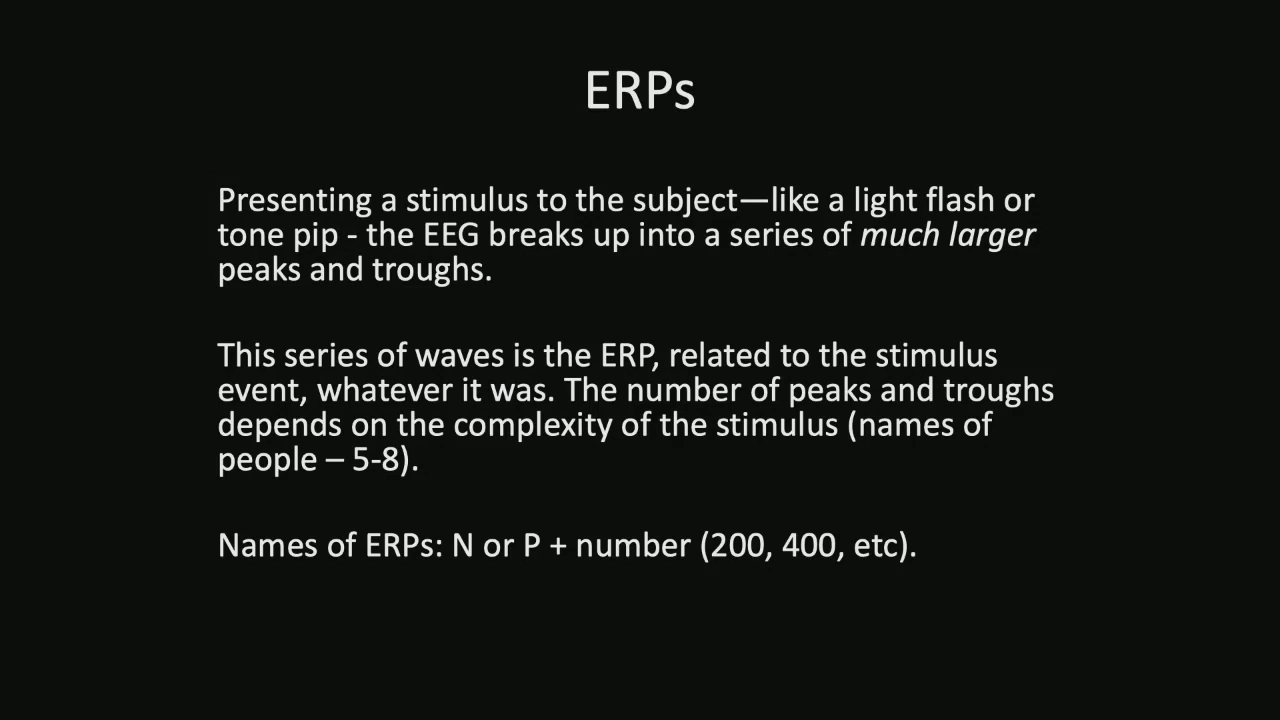 ERPs
Presenting a stimulus to the subject—like a light flash or
tone pip - the EEG breaks up into a series of much larger
peaks and troughs.
This series of waves is the ERP, related to the stimulus
event, whatever it was. The number of peaks and troughs
depends on the complexity of the stimulus (names of
people – 5-8).
Names of ERPs: N or P + number (200, 400, etc).